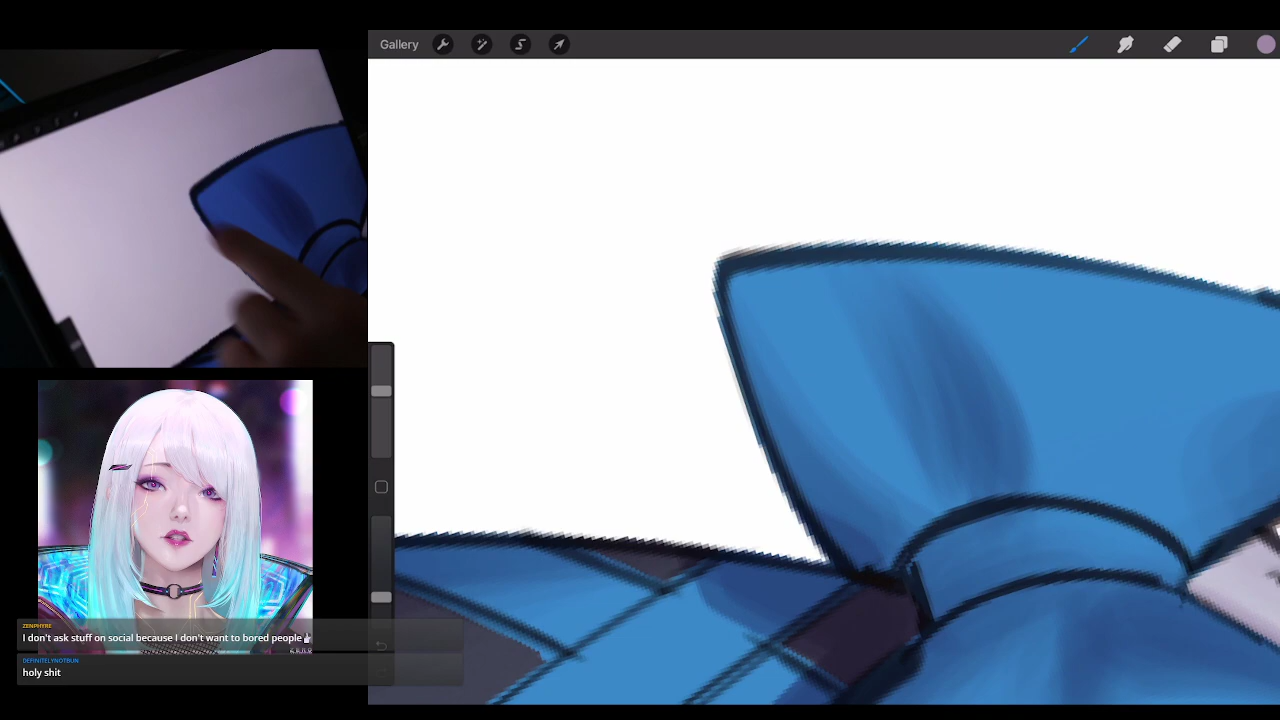 Gallery
ZENPHYRE
I don't ask stuff on social because I don't want to bored people
DEFINITELYNOTBUN
holy shit